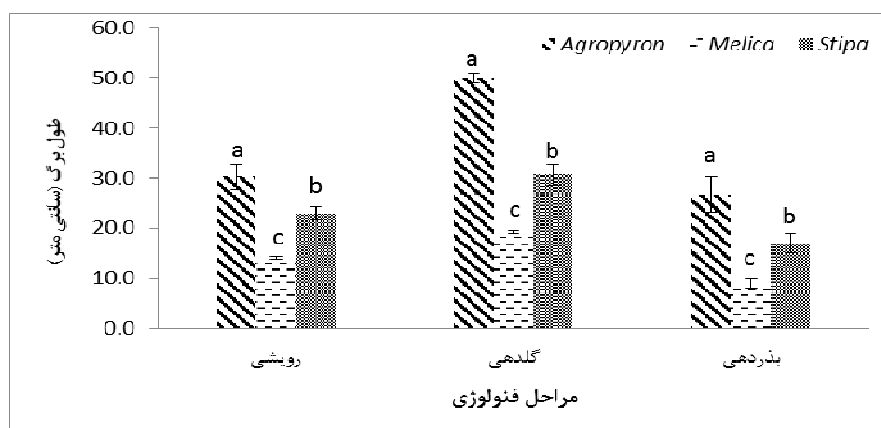 60.0
50.0
40.0
30.0
20.0
10.0
0.0
طول برگ (سانتی متر)
Agropyron Melica Stipa
a
c
b
a
c
b
a
c
b
رویشی
گلدهی
بذردهی
مراحل فنولوژی